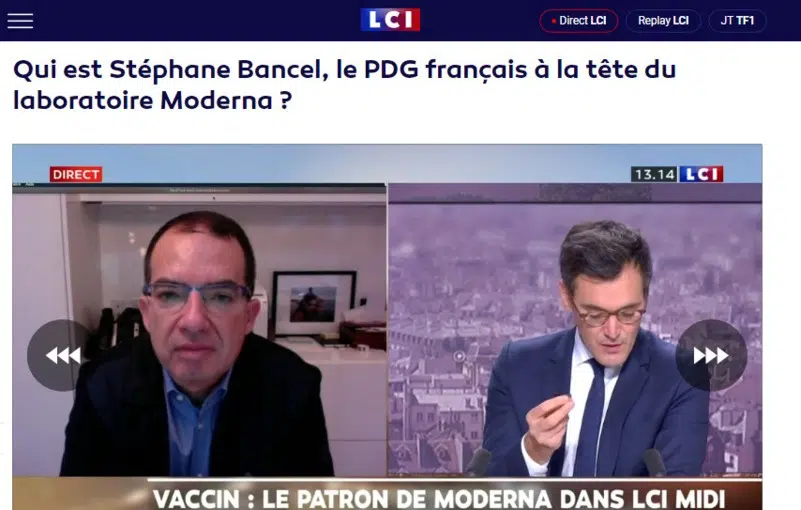 LCI
Direct LCI
Replay LCI
JT TF1
Qui est Stéphane Bancel, le PDG français à la tête du
laboratoire Moderna ?
DIRECT
13.14 LCI
VACCIN : LE PATRON DE MODERNA DANS LCI MIDI